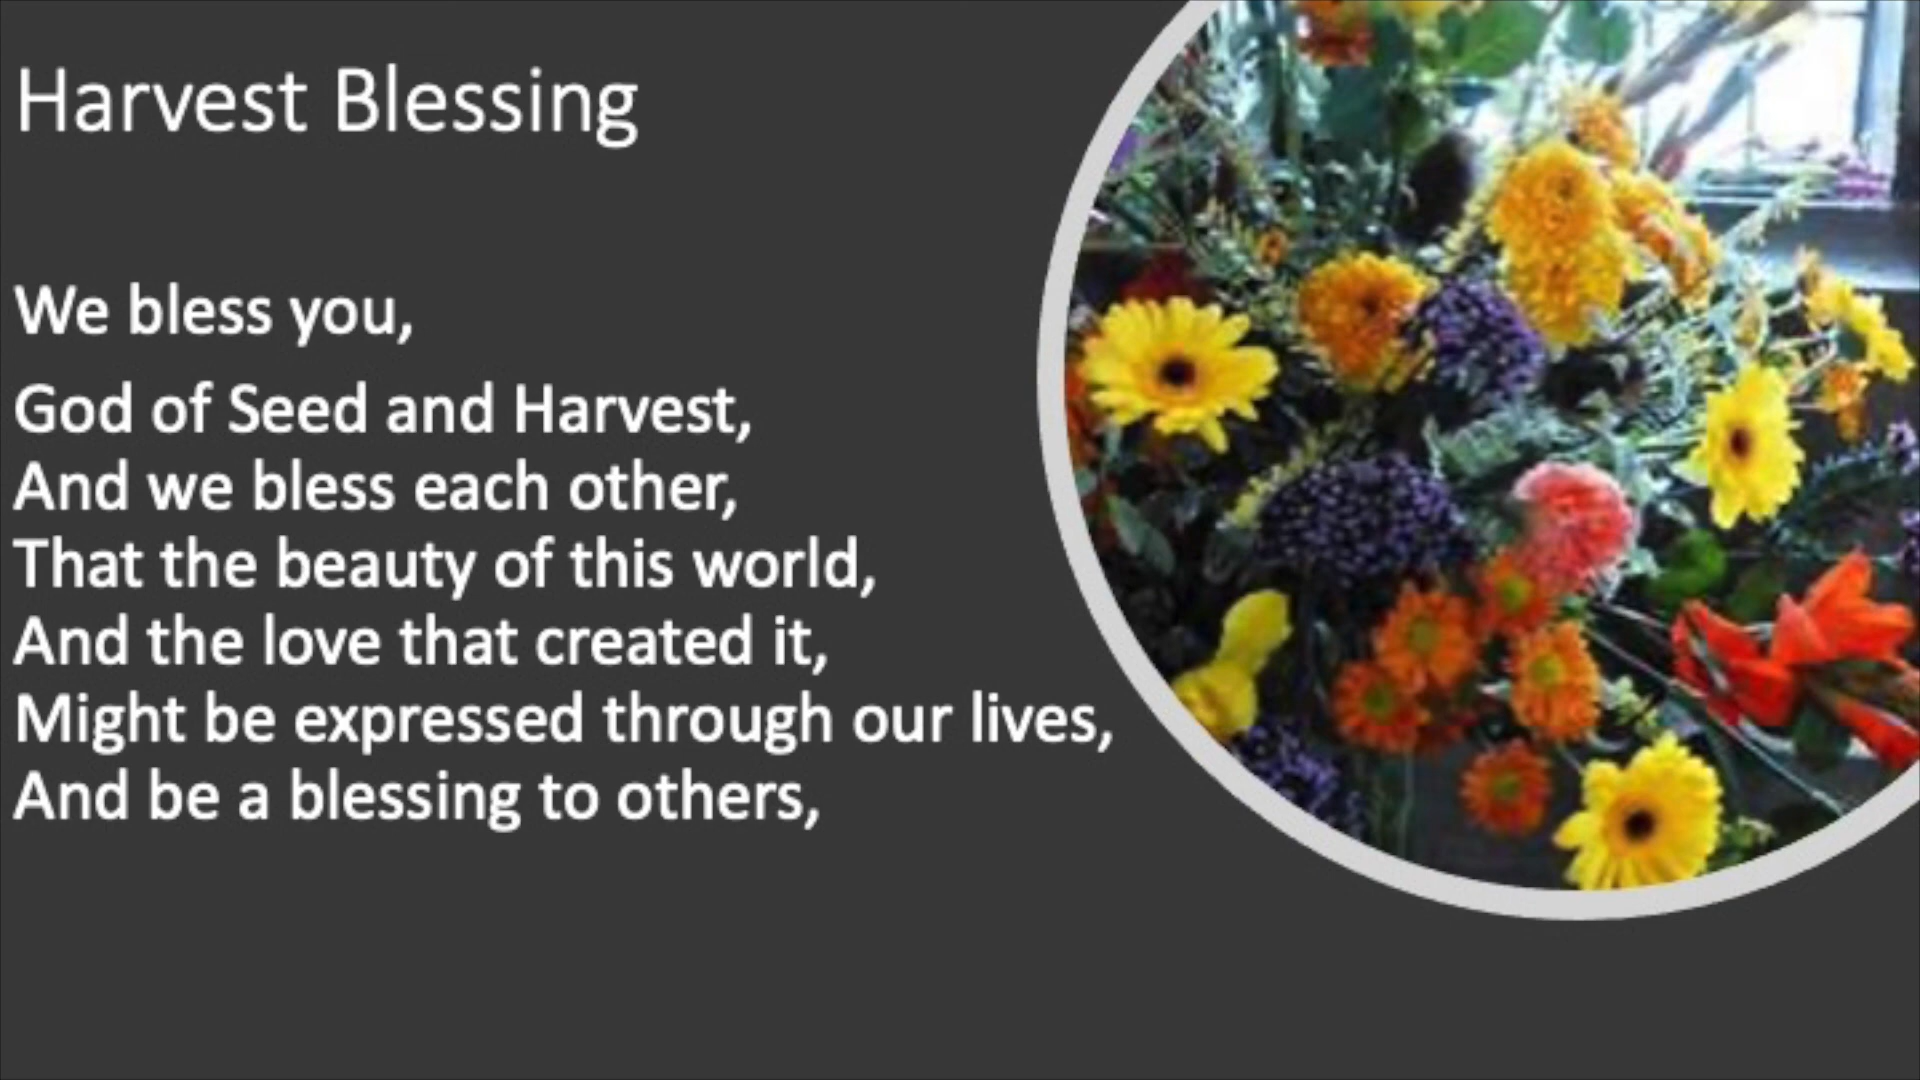 Harvest Blessing
We bless you,
God of Seed and Harvest,
And we bless each other,
That the beauty of this world,
And the love that created it,
Might be expressed through our lives,
And be a blessing to others,